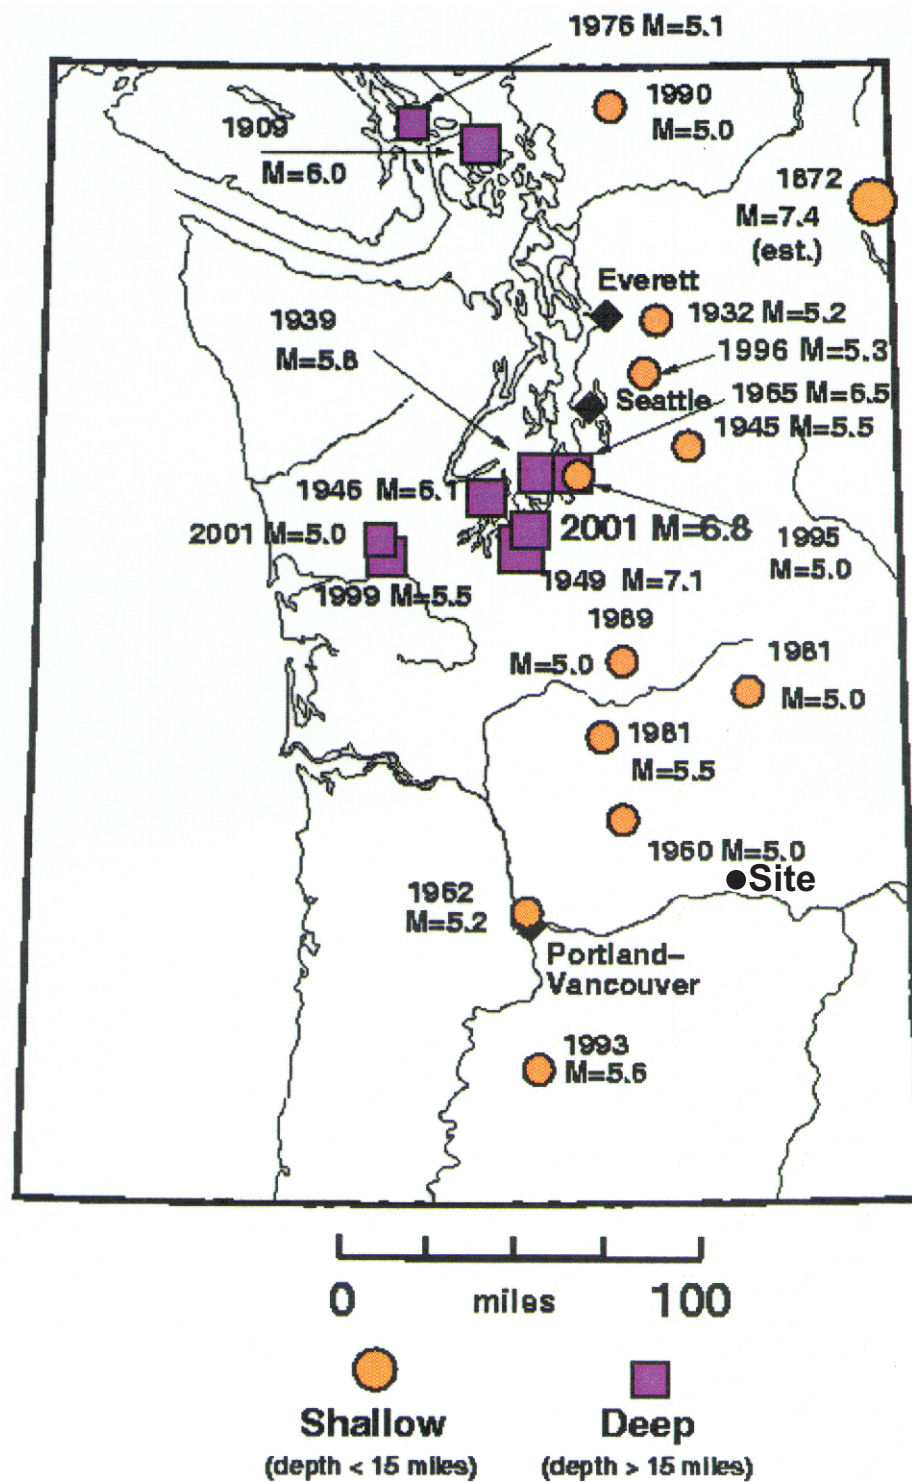 1976 M=5.1
1990
M=5.0
1909
M=6.0
1872
M=7.4
(est.)
Everett
1939
M=5.8
1932 M=5.2
1996 M=5.3
1965 M=6.5
Seattle
1945 M=5.5
1946 M=6.1
2001 M=5.0
2001 M=6.8
1995
M=5.0
1949 M=7.1
1999 M=5.5
1989
M=5.0
1981
M=5.0
1981
M=5.5
1960 M=5.0
Site
1962
M=5.2
Portland–
Vancouver
1993
M=5.6
0 miles 100
Shallow
(depth < 15 miles)
Deep
(depth > 15 miles)